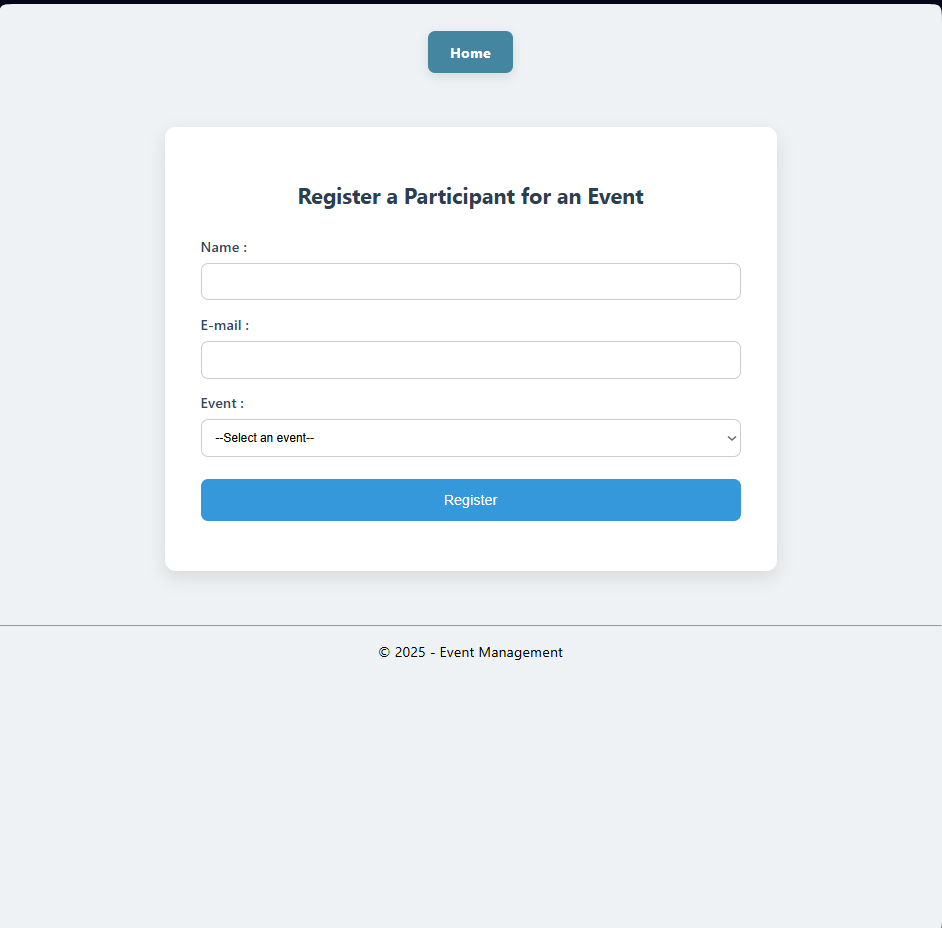 Home
Register a Participant for an Event
Name :
E-mail :
Event :
--Select an event--
Register
© 2025 - Event Management